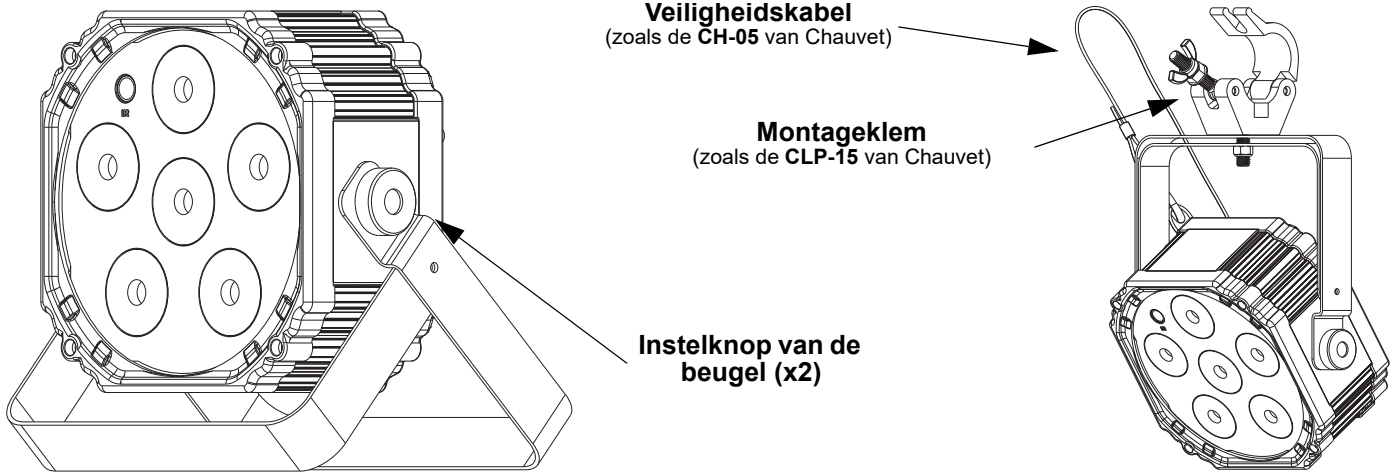 Veiligheidskabel
(zoals de CH-05 van Chauvet)
Montageklem
(zoals de CLP-15 van Chauvet)
Instelknop van de
beugel (x2)
IR